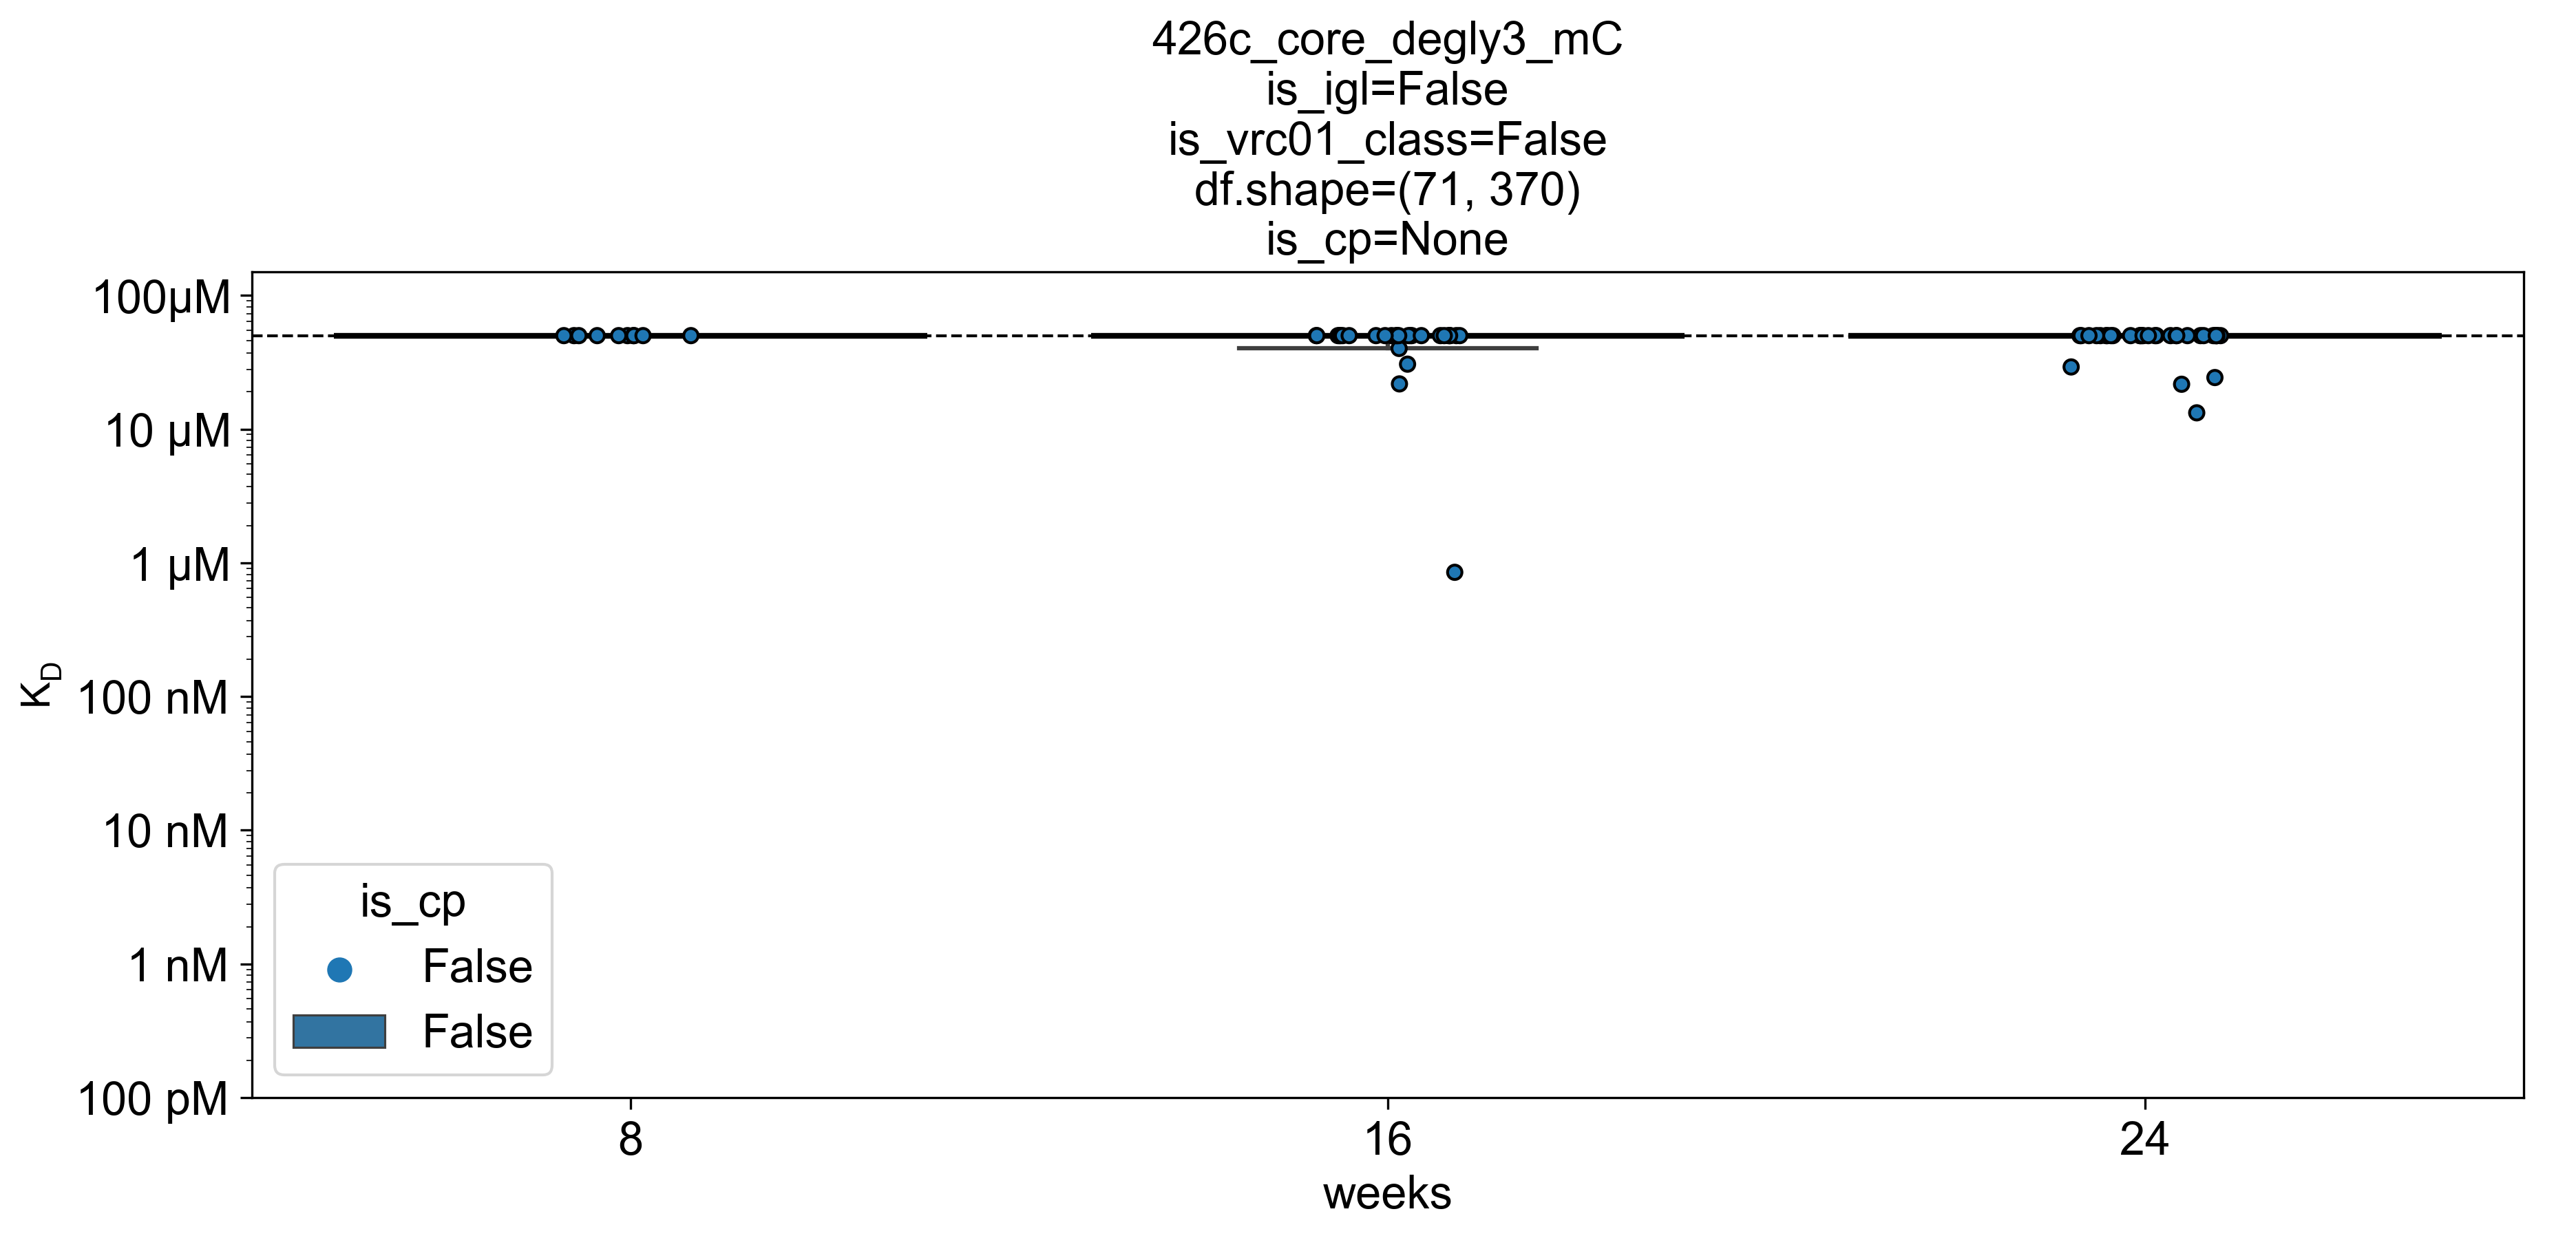 426c_core_degly3_mC
is_igl=False
is_vrc01_class=False
df.shape=(71, 370)
is_cp=None
100μM
10 μM
1 μM
100 nM
10 nM
1 nM
100 pM
K_D
is_cp
False
False
8
16
24
weeks